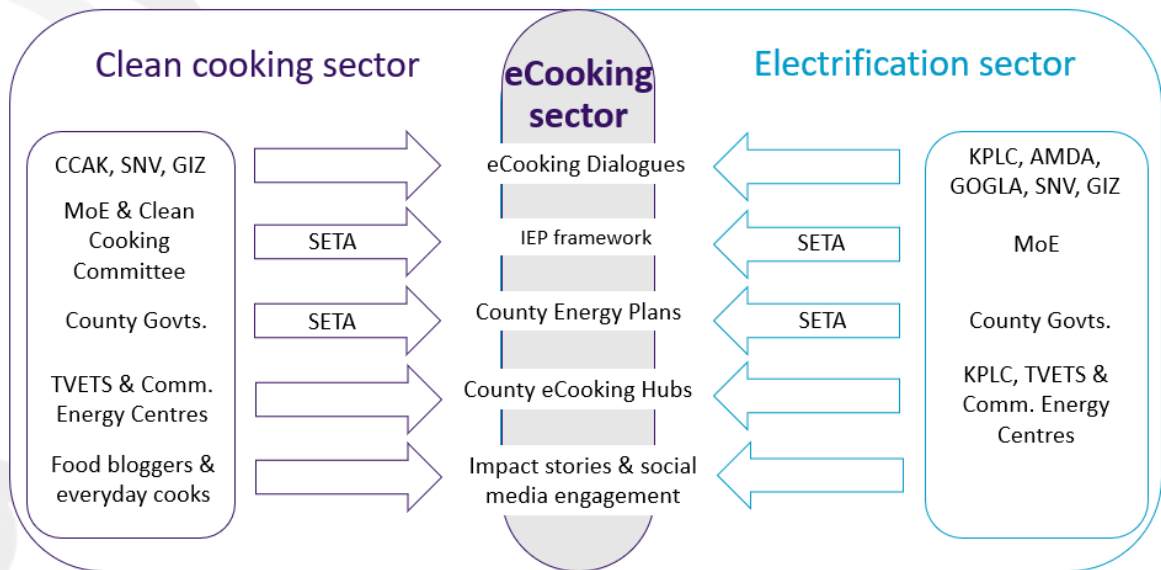 Clean cooking sector
eCooking
sector
Electrification sector
CCAK, SNV, GIZ
eCooking Dialogues
KPLC, AMDA,
GOGLA, SNV, GIZ
MoE & Clean
Cooking
Committee
SETA
IEP framework
SETA
MoE
County Govts.
SETA
County Energy Plans
SETA
County Govts.
TVETS & Comm.
Energy Centres
County eCooking Hubs
KPLC, TVETS &
Comm. Energy
Centres
Food bloggers &
everyday cooks
Impact stories & social
media engagement